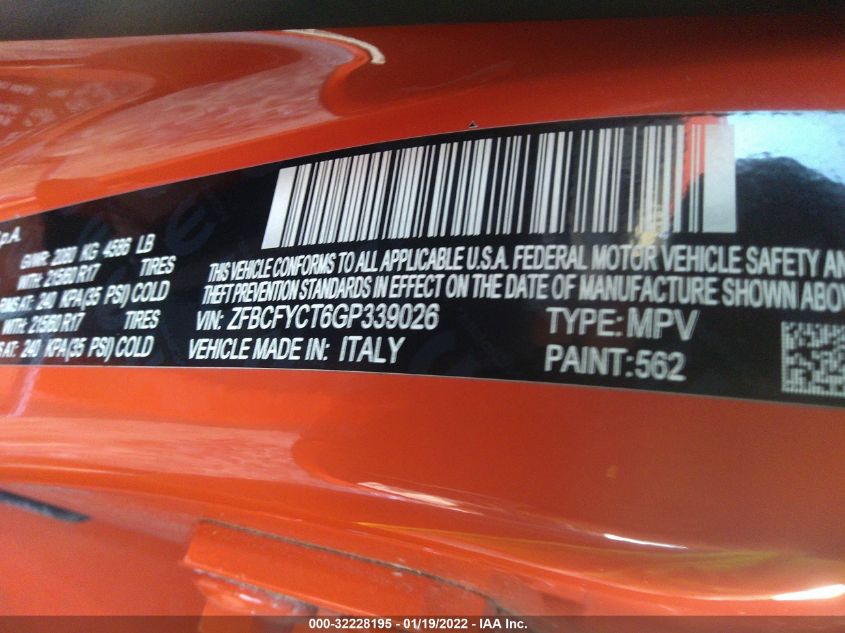 p.A.
GVWR: 2080 KG 4586 LB
WITH: 215/60 R17 TIRES
RIMS AT: 240 KPA(35 PSI) COLD
WITH: 215/60 R17 TIRES
S AT: 240 KPA(35 PSI) COLD
THIS VEHICLE CONFORMS TO ALL APPLICABLE U.S.A. FEDERAL MOTOR VEHICLE SAFETY AN
THEFT PREVENTION STANDARDS IN EFFECT ON THE DATE OF MANUFACTURE SHOWN ABOV
VIN: ZFBCFYCT6GP339026 TYPE: MPV
VEHICLE MADE IN: ITALY PAINT: 562
000-32228195 - 01/19/2022 - IAA Inc.